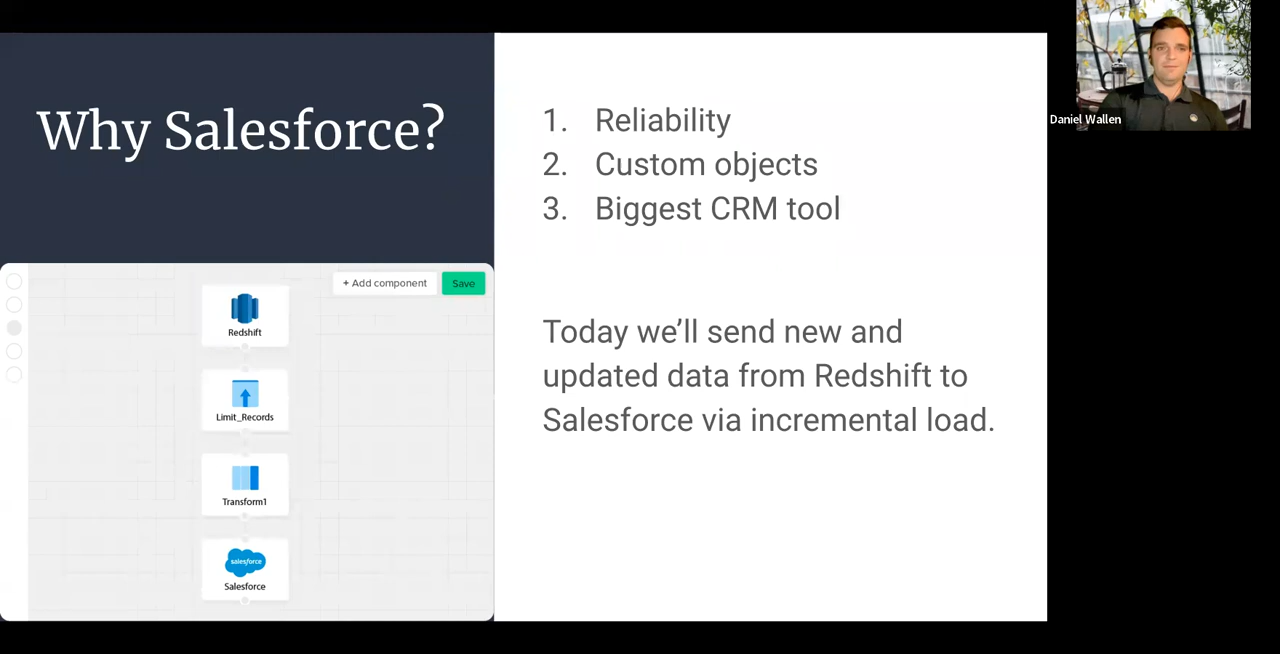 Why Salesforce?
+ Add component
Save
Redshift
Limit_Records
Transform1
salesforce
Salesforce
1. Reliability
2. Custom objects
3. Biggest CRM tool
Today we’ll send new and
updated data from Redshift to
Salesforce via incremental load.
Daniel Wallen